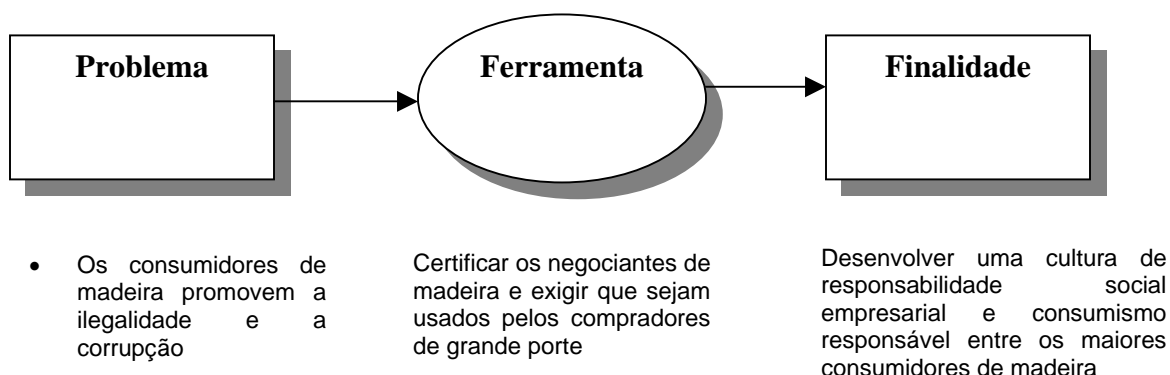 Problema
Ferramenta
Finalidade
• Os consumidores de
madeira promovem a
ilegalidade e a
corrupção
Certificar os negociantes de
madeira e exigir que sejam
usados pelos compradores
de grande porte
Desenvolver uma cultura de
responsabilidade social
empresarial e consumismo
responsável entre os maiores
consumidores de madeira